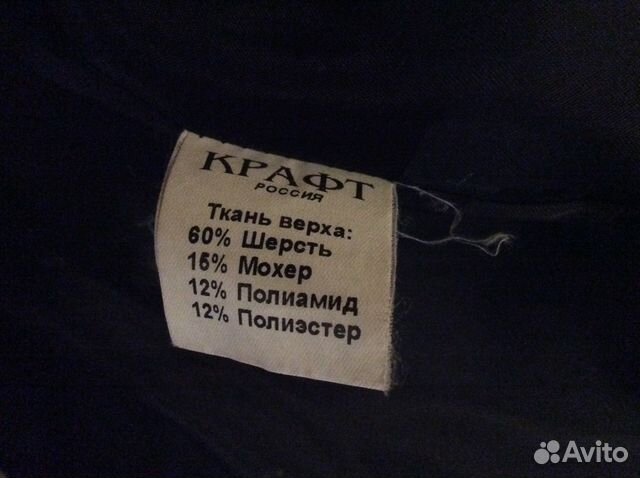 КРАФТ
РОССИЯ
Ткань верха:
60% Шерсть
15% Мохер
12% Полиамид
12% Полиэстер
Avito